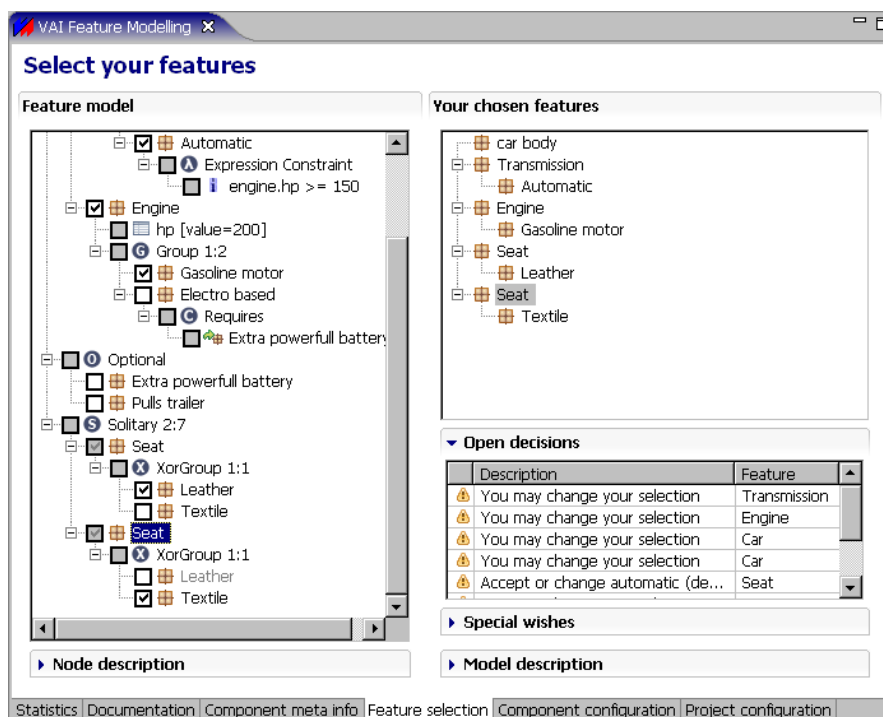 VAI Feature Modelling
Select your features
Feature model
Automatic
Expression Constraint
engine.hp >= 150
Engine
hp [value=200]
Group 1:2
Gasoline motor
Electro based
Requires
Extra powerfull battery
Optional
Extra powerfull battery
Pulls trailer
Solitary 2:7
Seat
XorGroup 1:1
Leather
Textile
Seat
XorGroup 1:1
Leather
Textile
Node description
Your chosen features
car body
Transmission
Automatic
Engine
Gasoline motor
Seat
Leather
Seat
Textile
Open decisions
Description Feature
You may change your selection Transmission
You may change your selection Engine
You may change your selection Car
You may change your selection Car
Accept or change automatic (de... Seat
Special wishes
Model description
Statistics Documentation Component meta info Feature selection Component configuration Project configuration